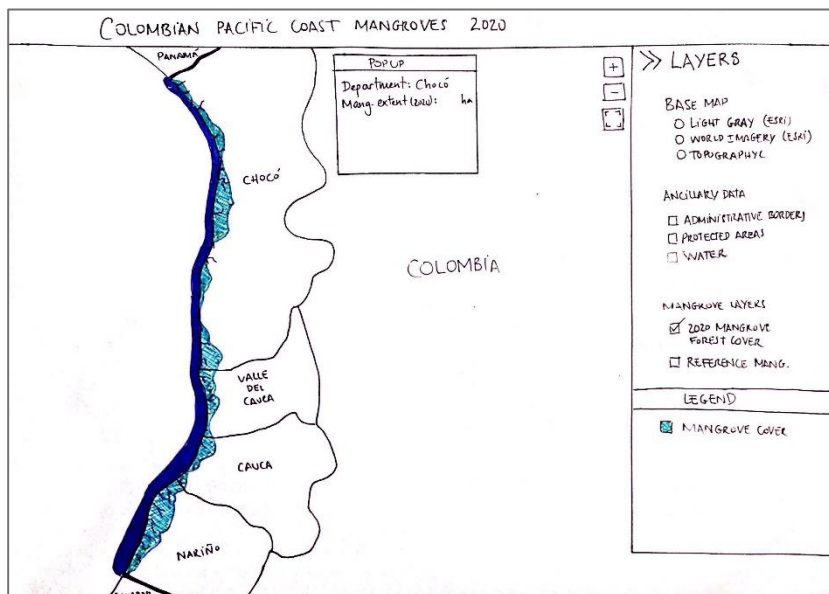 COLOMBIAN PACIFIC COAST MANGROVES 2020
PANAMÁ
CHOCÓ
VALLE
DEL
CAUCA
CAUCA
NARIÑO
COLOMBIA
POPUP
Department: Chocó
Mang. extent (2020): ha
+
-
>> LAYERS
BASE MAP
LIGHT GRAY (ESRI)
WORLD IMAGERY (ESRI)
TOPOGRAPHYC
ANCILLARY DATA
ADMINISTRATIVE BORDERS
PROTECTED AREAS
WATER
MANGROVE LAYERS
2020 MANGROVE
FOREST COVER
REFERENCE MANG.
LEGEND
MANGROVE COVER